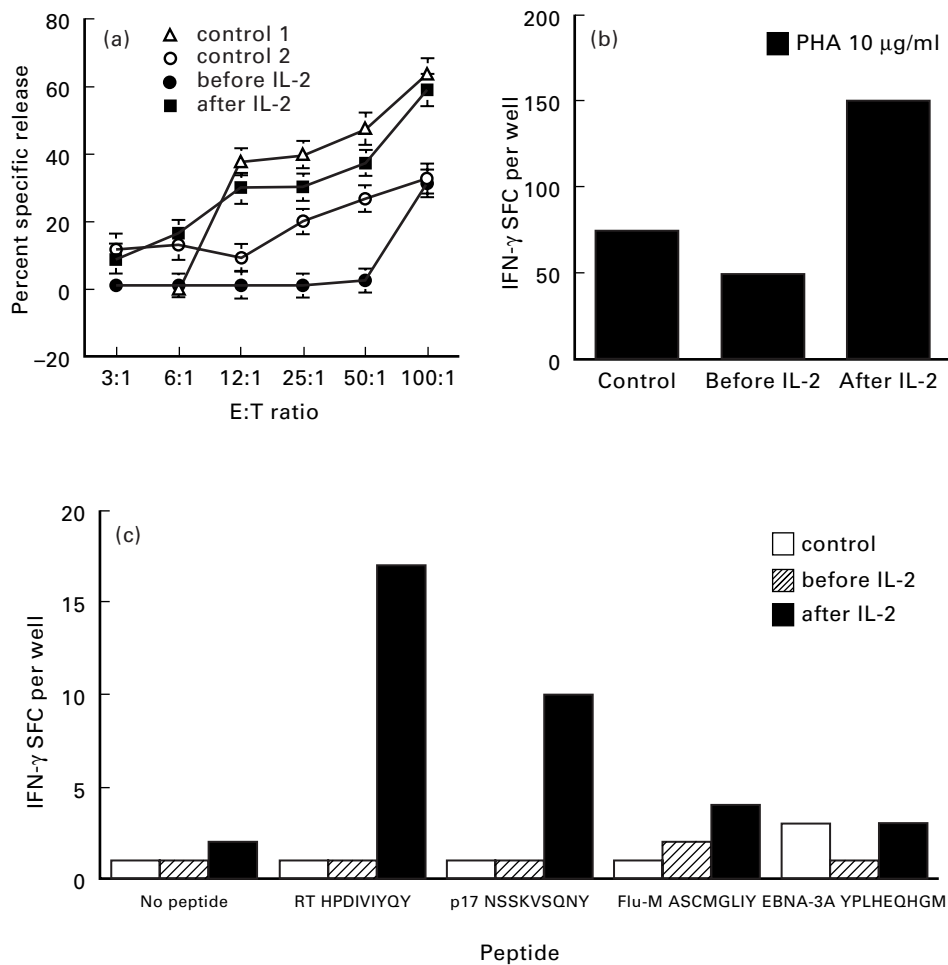 (a)
control 1
control 2
before IL-2
after IL-2
80
60
40
20
0
–20
Percent specific release
3:1 6:1 12:1 25:1 50:1 100:1
E:T ratio
(b)
PHA 10 μg/ml
200
150
100
50
0
IFN-γ SFC per well
Control Before IL-2 After IL-2
(c)
control
before IL-2
after IL-2
20
15
10
5
0
IFN-γ SFC per well
No peptide RT HPDIVIYQY p17 NSSKVSQNY Flu-M ASCMGLIY EBNA-3A YPLHEQHGM
Peptide